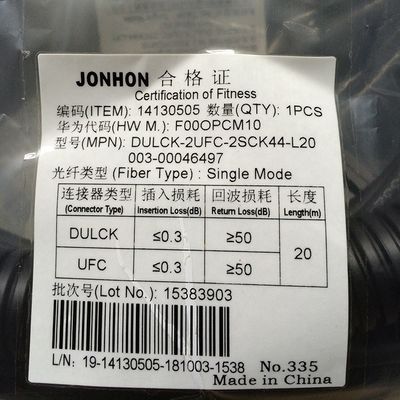 JONHON 合格证
Certification of Fitness
编码(ITEM): 14130505 数量(QTY): 1PCS
华为代码(HW M.): F00OPCM10
型号(MPN): DULCK-2UFC-2SCK44-L20
003-00046497
光纤类型 (Fiber Type) : Single Mode
连接器类型 插入损耗 回波损耗 长度
(Connector Type) Insertion Loss(dB) Return Loss(dB) Length(m)
DULCK ≤0.3 ≥50 20
UFC ≤0.3 ≥50
批次号(Lot No.): 15383903
L/N: 19-14130505-181003-1538 No.335
Made in China